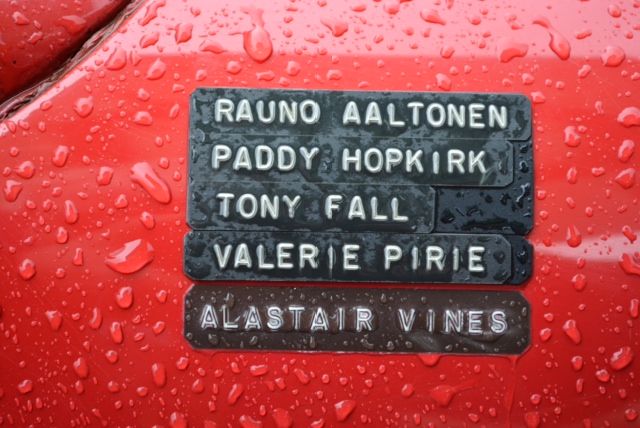 RAUNO AALTONEN
PADDY HOPKIRK
TONY FALL
VALERIE PIRIE
ALASTAIR VINES